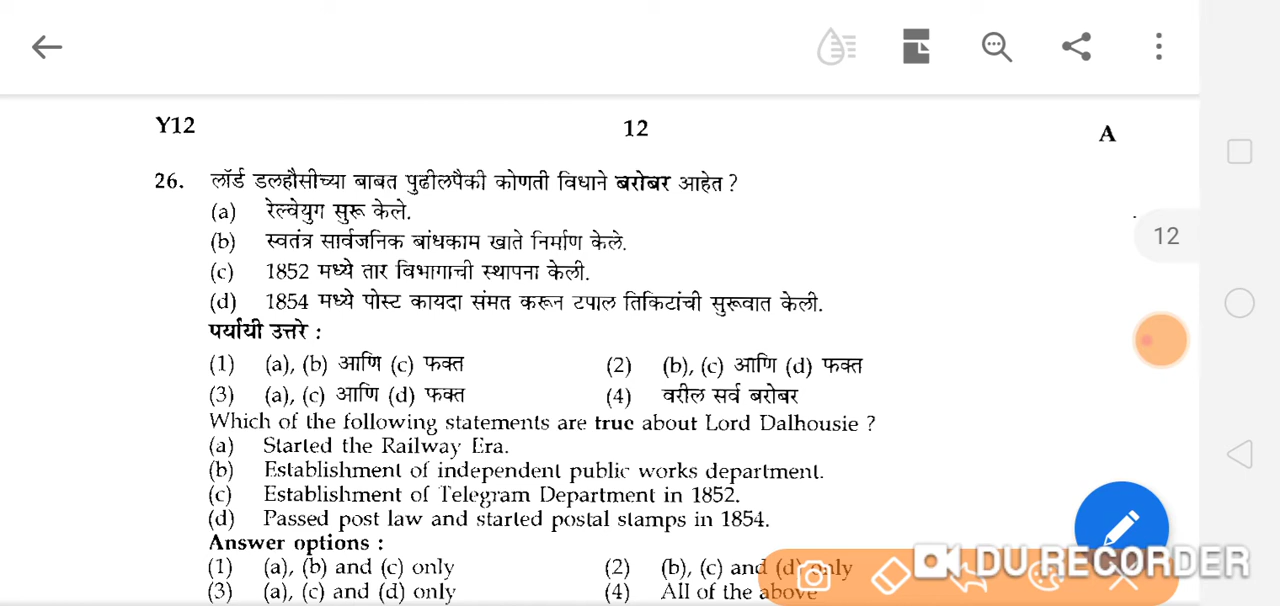 Y12 12 A
26. लॉर्ड डलहौसीच्या बाबत पुढीलपैकी कोणती विधाने बरोबर आहेत ?
(a) रेल्वेयुग सुरू केले.
(b) स्वतंत्र सार्वजनिक बांधकाम खाते निर्माण केले.
12
(c) 1852 मध्ये तार विभागाची स्थापना केली.
(d) 1854 मध्ये पोस्ट कायदा संमत करून टपाल तिकिटांची सुरूवात केली.
पर्यायी उत्तरे :
(1) (a), (b) आणि (c) फक्त (2) (b), (c) आणि (d) फक्त
(3) (a), (c) आणि (d) फक्त (4) वरील सर्व बरोबर
Which of the following statements are true about Lord Dalhousie ?
(a) Started the Railway Era.
(b) Establishment of independent public works department.
(c) Establishment of Telegram Department in 1852.
(d) Passed post law and started postal stamps in 1854.
Answer options :
(1) (a), (b) and (c) only (2) (b), (c) and (d) only
DU RECORDER
(3) (a), (c) and (d) only (4) All of the above